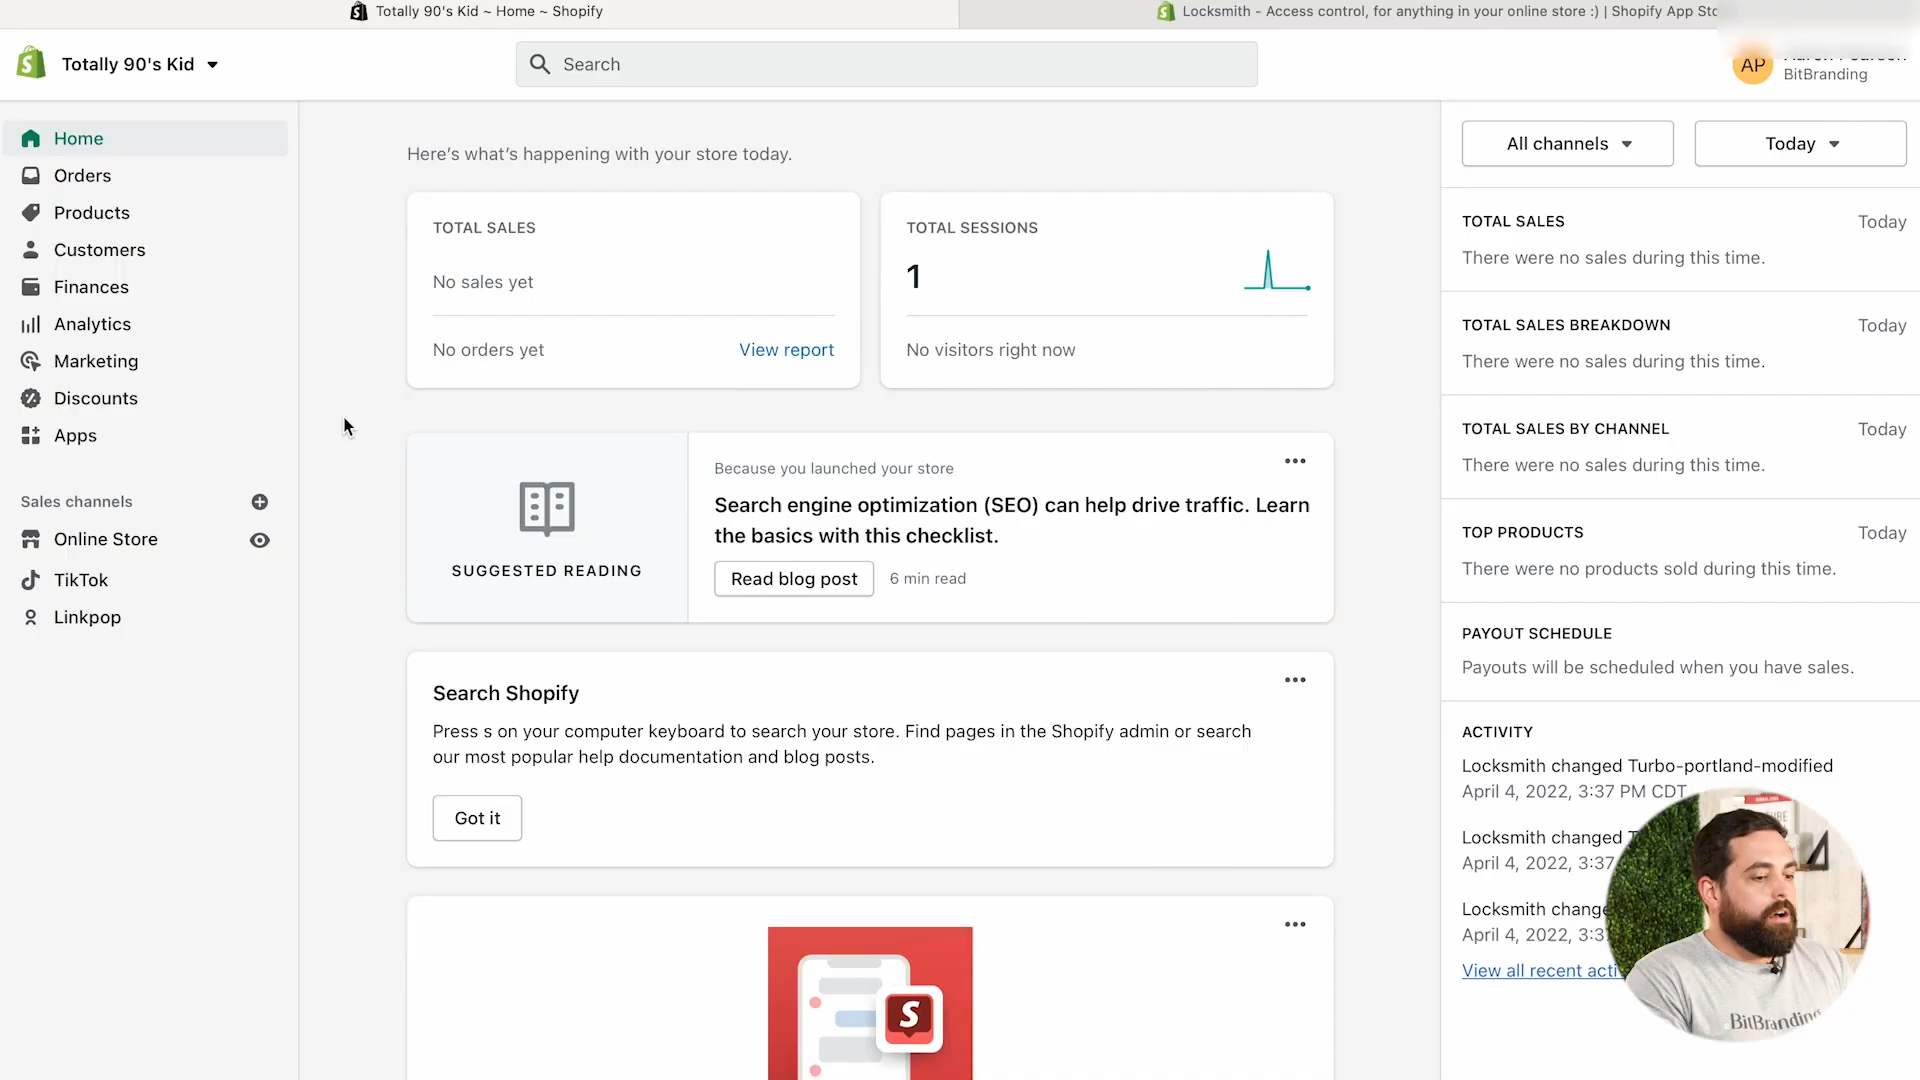 Totally 90's Kid ~ Home ~ Shopify
Locksmith - Access control, for anything in your online store :) | Shopify App Sto
Totally 90's Kid
Search
AP
BitBranding
Home
Orders
Products
Customers
Finances
Analytics
Marketing
Discounts
Apps
Sales channels
Online Store
TikTok
Linkpop
Here's what's happening with your store today.
TOTAL SALES
No sales yet
No orders yet
View report
TOTAL SESSIONS
1
No visitors right now
SUGGESTED READING
Because you launched your store
Search engine optimization (SEO) can help drive traffic. Learn
the basics with this checklist.
Read blog post
6 min read
Search Shopify
Press s on your computer keyboard to search your store. Find pages in the Shopify admin or search
our most popular help documentation and blog posts.
Got it
All channels
Today
TOTAL SALES
Today
There were no sales during this time.
TOTAL SALES BREAKDOWN
Today
There were no sales during this time.
TOTAL SALES BY CHANNEL
Today
There were no sales during this time.
TOP PRODUCTS
Today
There were no products sold during this time.
PAYOUT SCHEDULE
Payouts will be scheduled when you have sales.
ACTIVITY
Locksmith changed Turbo-portland-modified
April 4, 2022, 3:37 PM CDT
Locksmith changed
April 4, 2022, 3:37
Locksmith change
April 4, 2022, 3:3
View all recent acti
BitBranding